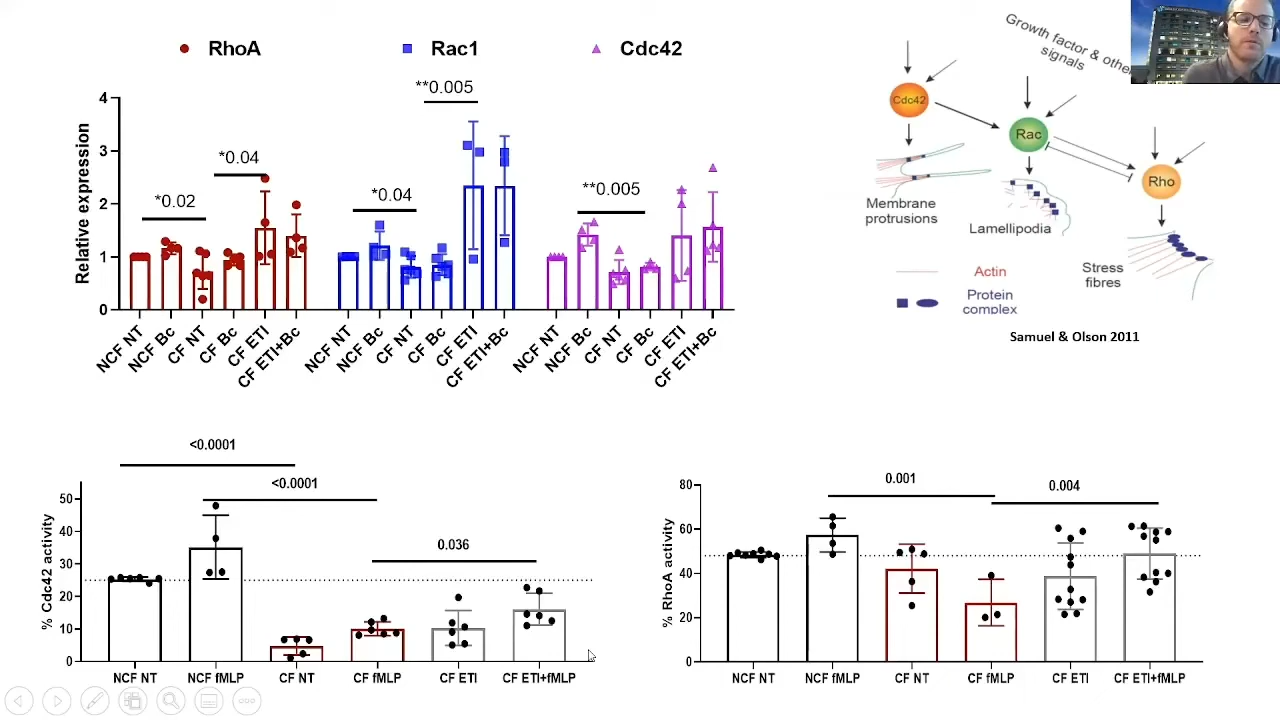 RhoA
Rac1
Cdc42
Relative expression
4
3
2
1
0
*0.02
*0.04
*0.04
**0.005
**0.005
NCF NT
NCF Bc
CF NT
CF Bc
CF ETI
CF ETI+Bc
NCF NT
NCF Bc
CF NT
CF Bc
CF ETI
CF ETI+Bc
NCF NT
NCF Bc
CF NT
CF Bc
CF ETI
CF ETI+Bc
Growth factor & othe
signals
Cdc42
Rac
Rho
Membrane
protrusions
Lamellipodia
Stress
fibres
Actin
Protein
complex
Samuel & Olson 2011
% Cdc42 activity
50
40
30
20
10
0
<0.0001
<0.0001
0.036
NCF NT
NCF fMLP
CF NT
CF fMLP
CF ETI
CF ETI+fMLP
% RhoA activity
80
60
40
20
0
0.001
0.004
NCF NT
NCF fMLP
CF NT
CF fMLP
CF ETI
CF ETI+fMLP